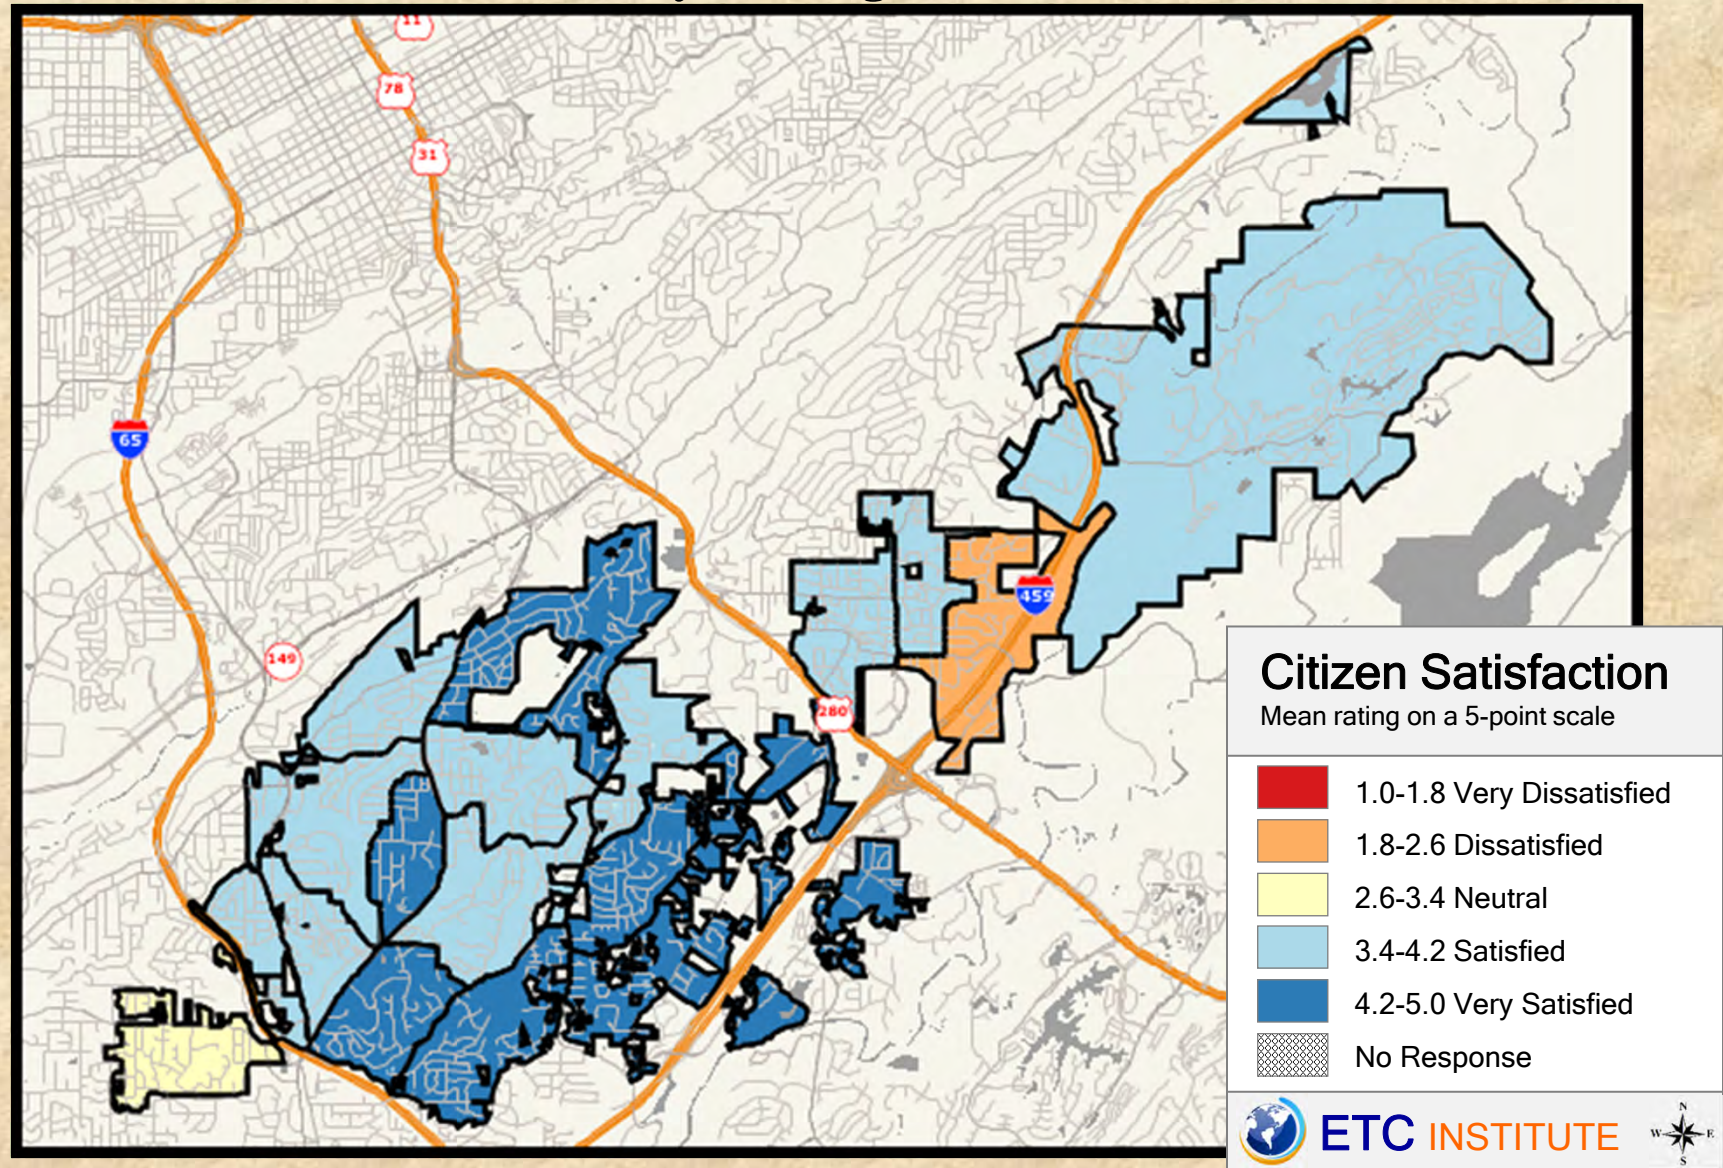 11
78
31
65
149
280
459
Citizen Satisfaction
Mean rating on a 5-point scale
1.0-1.8 Very Dissatisfied
1.8-2.6 Dissatisfied
2.6-3.4 Neutral
3.4-4.2 Satisfied
4.2-5.0 Very Satisfied
No Response
ETC INSTITUTE
N
W E
S